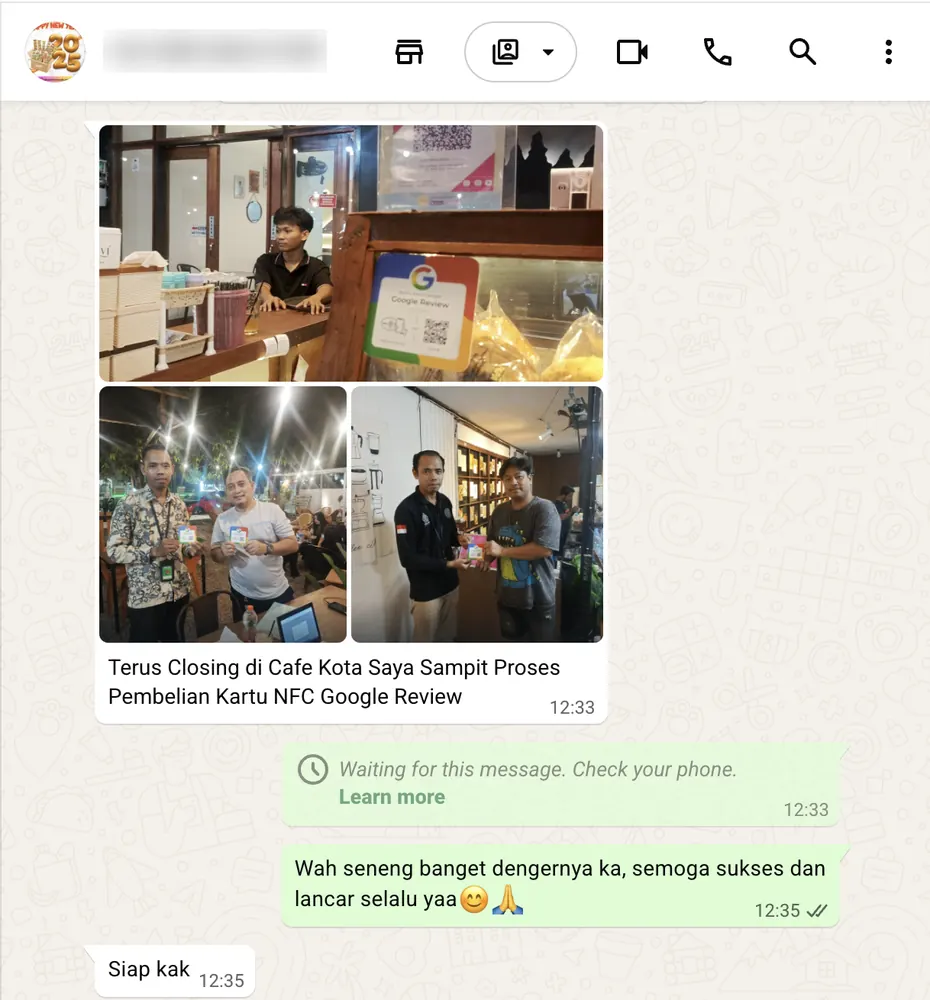 2025
Google Review
Terus Closing di Cafe Kota Saya Sampit Proses
Pembelian Kartu NFC Google Review
12:33
Waiting for this message. Check your phone.
Learn more
12:33
Wah seneng banget dengernya ka, semoga sukses dan
lancar selalu yaa😊🙏
12:35
Siap kak
12:35